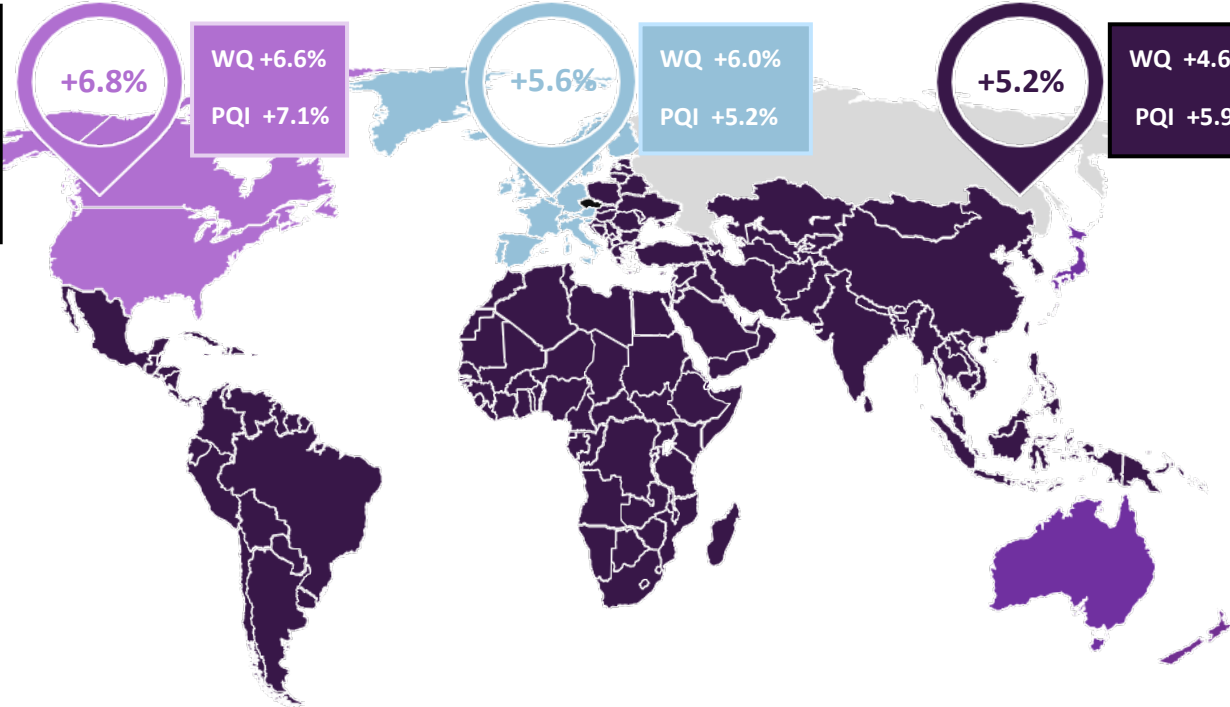 +6.8%
WQ +6.6%
PQI +7.1%
+5.6%
WQ +6.0%
PQI +5.2%
+5.2%
WQ +4.6
PQI +5.9